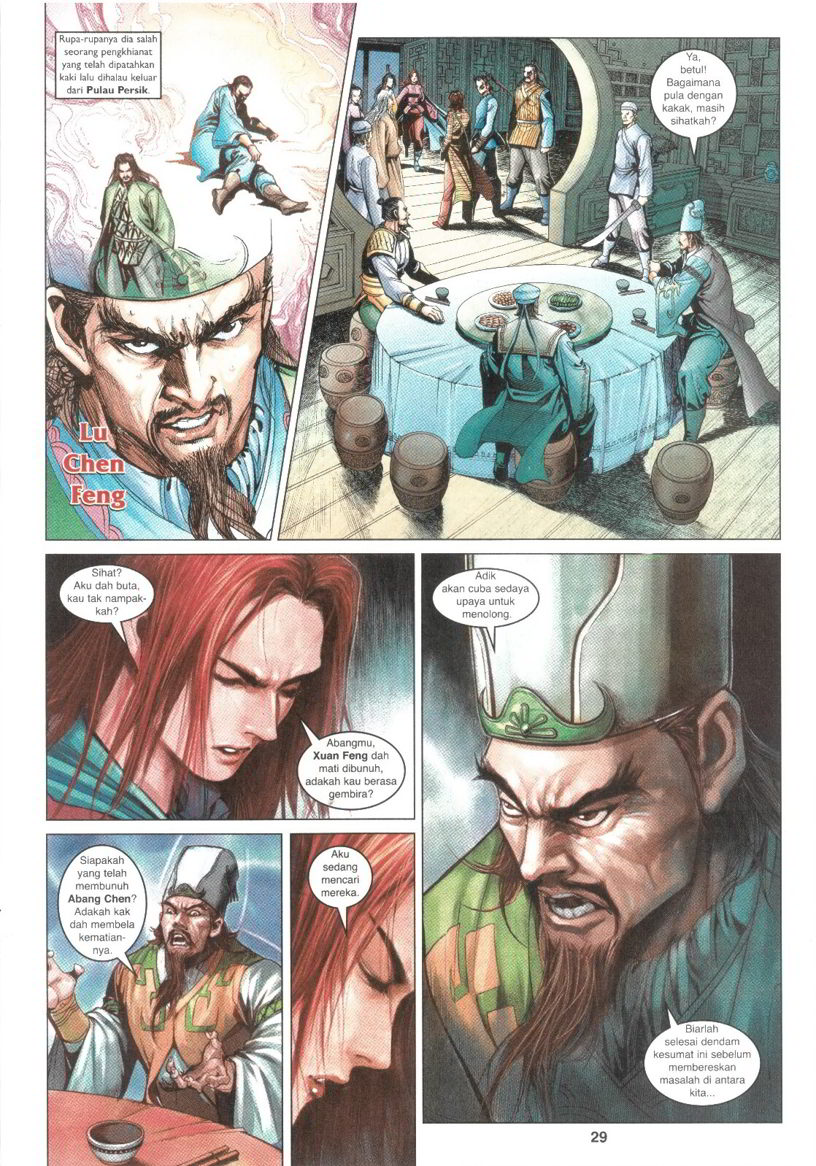 Rupa-rupanya dia salah
seorang pengkhianat
yang telah dipatahkan
kaki lalu dihalau keluar
dari Pulau Persik.
Lu
Chen
Feng
Ya,
betul!
Bagaimana
pula dengan
kakak, masih
sihatkah?
Sihat?
Aku dah buta,
kau tak nampak-
kah?
Abangmu,
Xuan Feng dah
mati dibunuh,
adakah kau berasa
gembira?
Adik
akan cuba sedaya
upaya untuk
menolong.
Siapakah
yang telah
membunuh
Abang Chen?
Adakah kak
dah membela
kematian-
nya.
Aku
sedang
mencari
mereka.
Biarlah
selesai dendam
kesumat ini sebelum
membereskan
masalah di antara
kita...
29